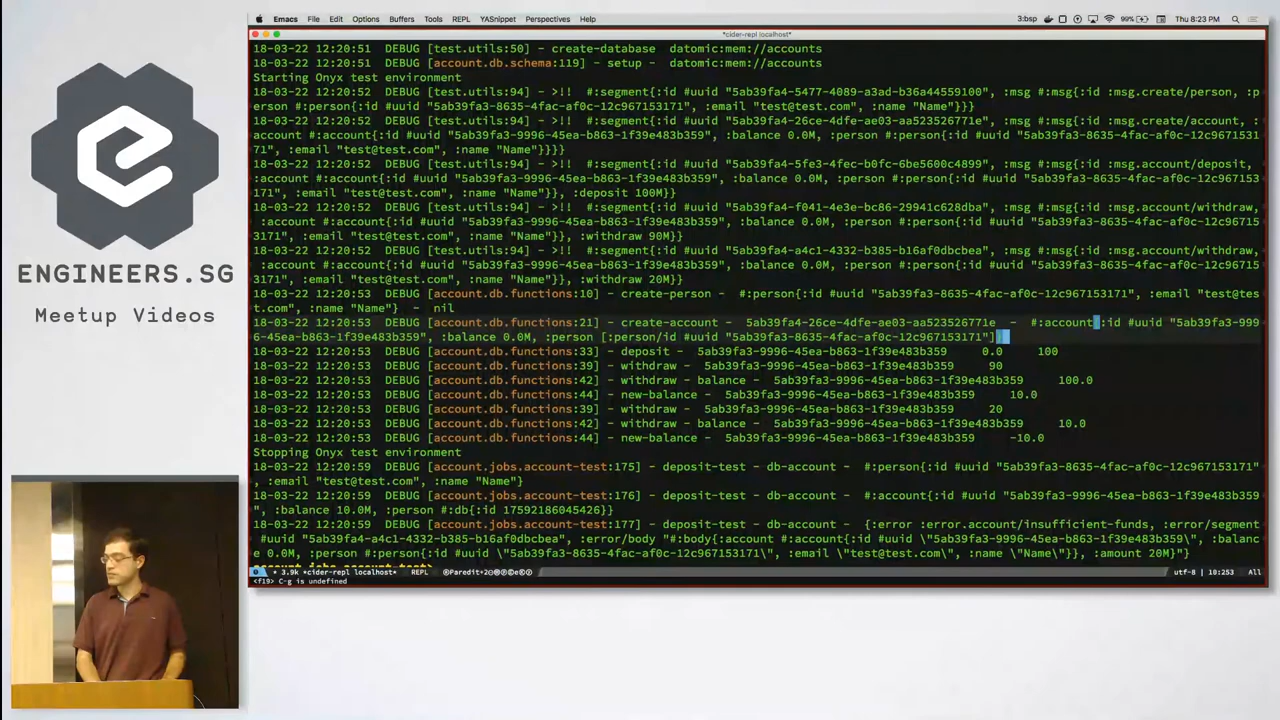 Emacs File Edit Options Buffers Tools REPL YASnippet Perspectives Help 3:bsp 99% Thu 8:23 PM
*cider-repl localhost*
18-03-22 12:20:51 DEBUG [test.utils:50] - create-database datomic:mem://accounts
18-03-22 12:20:51 DEBUG [account.db.schema:119] - setup - datomic:mem://accounts
Starting Onyx test environment
18-03-22 12:20:52 DEBUG [test.utils:94] - >!! #:segment{:id #uuid "5ab39fa4-5477-4089-a3ad-b36a44559100", :msg #:msg{:id :msg.create/person, :p
erson #:person{:id #uuid "5ab39fa3-8635-4fac-af0c-12c967153171", :email "test@test.com", :name "Name"}}}
18-03-22 12:20:52 DEBUG [test.utils:94] - >!! #:segment{:id #uuid "5ab39fa4-26ce-4dfe-ae03-aa523526771e", :msg #:msg{:id :msg.create/account, :
account #:account{:id #uuid "5ab39fa3-9996-45ea-b863-1f39e483b359", :balance 0.0M, :person #:person{:id #uuid "5ab39fa3-8635-4fac-af0c-12c9671531
71", :email "test@test.com", :name "Name"}}}}
18-03-22 12:20:52 DEBUG [test.utils:94] - >!! #:segment{:id #uuid "5ab39fa4-5fe3-4fec-b0fc-6be5600c4899", :msg #:msg{:id :msg.account/deposit,
:account #:account{:id #uuid "5ab39fa3-9996-45ea-b863-1f39e483b359", :balance 0.0M, :person #:person{:id #uuid "5ab39fa3-8635-4fac-af0c-12c967153
171", :email "test@test.com", :name "Name"}}, :deposit 100M}}
18-03-22 12:20:52 DEBUG [test.utils:94] - >!! #:segment{:id #uuid "5ab39fa4-f041-4e3e-bc86-29941c628dba", :msg #:msg{:id :msg.account/withdraw,
:account #:account{:id #uuid "5ab39fa3-9996-45ea-b863-1f39e483b359", :balance 0.0M, :person #:person{:id #uuid "5ab39fa3-8635-4fac-af0c-12c96715
3171", :email "test@test.com", :name "Name"}}, :withdraw 90M}}
18-03-22 12:20:52 DEBUG [test.utils:94] - >!! #:segment{:id #uuid "5ab39fa4-a4c1-4332-b385-b16af0dbcbea", :msg #:msg{:id :msg.account/withdraw,
:account #:account{:id #uuid "5ab39fa3-9996-45ea-b863-1f39e483b359", :balance 0.0M, :person #:person{:id #uuid "5ab39fa3-8635-4fac-af0c-12c96715
3171", :email "test@test.com", :name "Name"}}, :withdraw 20M}}
18-03-22 12:20:53 DEBUG [account.db.functions:10] - create-person - #:person{:id #uuid "5ab39fa3-8635-4fac-af0c-12c967153171", :email "test@tes
t.com", :name "Name"} - nil
18-03-22 12:20:53 DEBUG [account.db.functions:21] - create-account - 5ab39fa4-26ce-4dfe-ae03-aa523526771e - #:account{:id #uuid "5ab39fa3-999
6-45ea-b863-1f39e483b359", :balance 0.0M, :person [:person/id #uuid "5ab39fa3-8635-4fac-af0c-12c967153171"]}
18-03-22 12:20:53 DEBUG [account.db.functions:33] - deposit - 5ab39fa3-9996-45ea-b863-1f39e483b359 0.0 100
18-03-22 12:20:53 DEBUG [account.db.functions:39] - withdraw - 5ab39fa3-9996-45ea-b863-1f39e483b359 90
18-03-22 12:20:53 DEBUG [account.db.functions:42] - withdraw - balance - 5ab39fa3-9996-45ea-b863-1f39e483b359 100.0
18-03-22 12:20:53 DEBUG [account.db.functions:44] - new-balance - 5ab39fa3-9996-45ea-b863-1f39e483b359 10.0
18-03-22 12:20:53 DEBUG [account.db.functions:39] - withdraw - 5ab39fa3-9996-45ea-b863-1f39e483b359 20
18-03-22 12:20:53 DEBUG [account.db.functions:42] - withdraw - balance - 5ab39fa3-9996-45ea-b863-1f39e483b359 10.0
18-03-22 12:20:53 DEBUG [account.db.functions:44] - new-balance - 5ab39fa3-9996-45ea-b863-1f39e483b359 -10.0
Stopping Onyx test environment
18-03-22 12:20:59 DEBUG [account.jobs.account-test:175] - deposit-test - db-account - #:person{:id #uuid "5ab39fa3-8635-4fac-af0c-12c967153171"
, :email "test@test.com", :name "Name"}
18-03-22 12:20:59 DEBUG [account.jobs.account-test:176] - deposit-test - db-account - #:account{:id #uuid "5ab39fa3-9996-45ea-b863-1f39e483b359
", :balance 10.0M, :person #:db{:id 17592186045426}}
18-03-22 12:20:59 DEBUG [account.jobs.account-test:177] - deposit-test - db-account - {:error :error.account/insufficient-funds, :error/segment
#uuid "5ab39fa4-a4c1-4332-b385-b16af0dbcbea", :error/body "#:body{:account #:account{:id #uuid \"5ab39fa3-9996-45ea-b863-1f39e483b359\", :balanc
e 0.0M, :person #:person{:id #uuid \"5ab39fa3-8635-4fac-af0c-12c967153171\", :email \"test@test.com\", :name \"Name\"}}, :amount 20M}"}
account.jobs.account-test>
* 3.9k *cider-repl localhost* REPL utf-8 | 10:253 All
<f19> C-g is undefined
ENGINEERS.SG
Meetup Videos